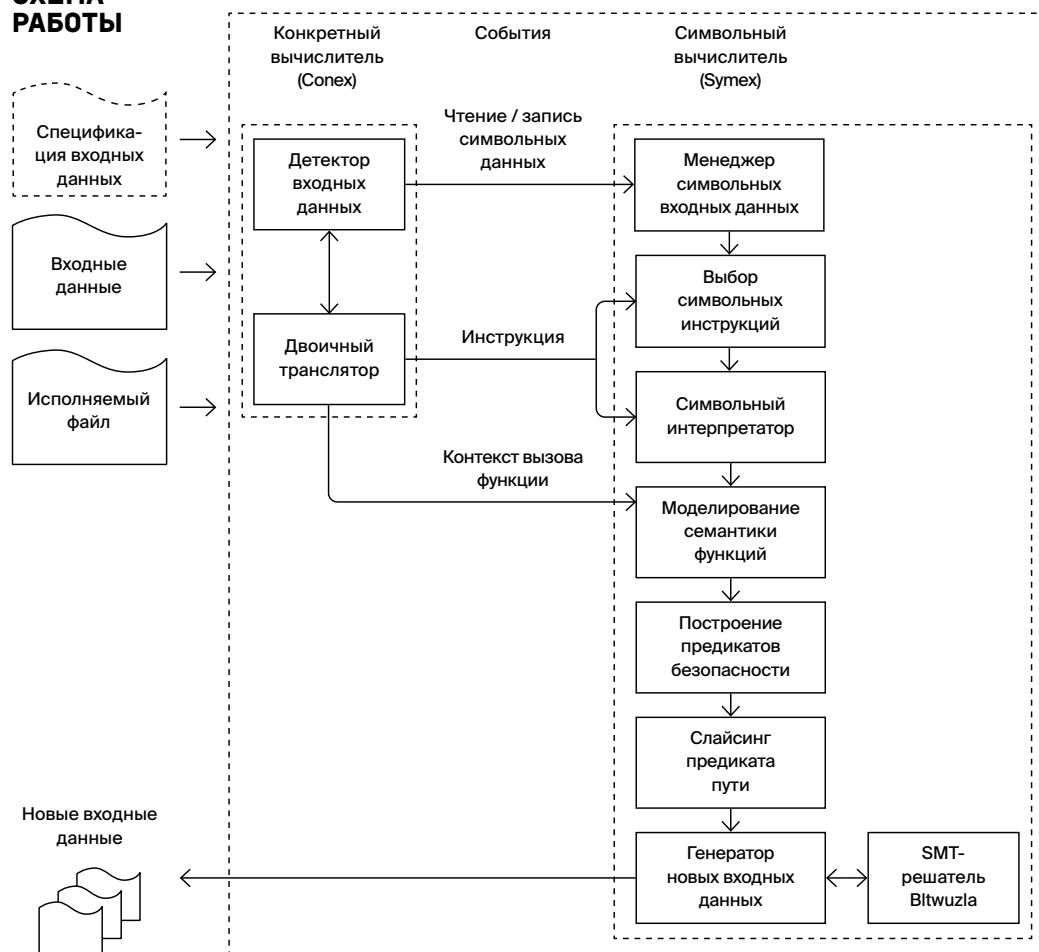 СХЕМА
РАБОТЫ
Конкретный
вычислитель
(Conex)
События
Символьный
вычислитель
(Symex)
Специфика-
ция входных
данных
Входные
данные
Исполняемый
файл
Детектор
входных
данных
Двоичный
транслятор
Чтение / запись
символьных
данных
Инструкция
Контекст вызова
функции
Менеджер
символьных
входных данных
Выбор
символьных
инструкций
Символьный
интерпретатор
Моделирование
семантики
функций
Построение
предикатов
безопасности
Слайсинг
предиката
пути
Новые входные
данные
Генератор
новых входных
данных
SMT-
решатель
Bltwuzla